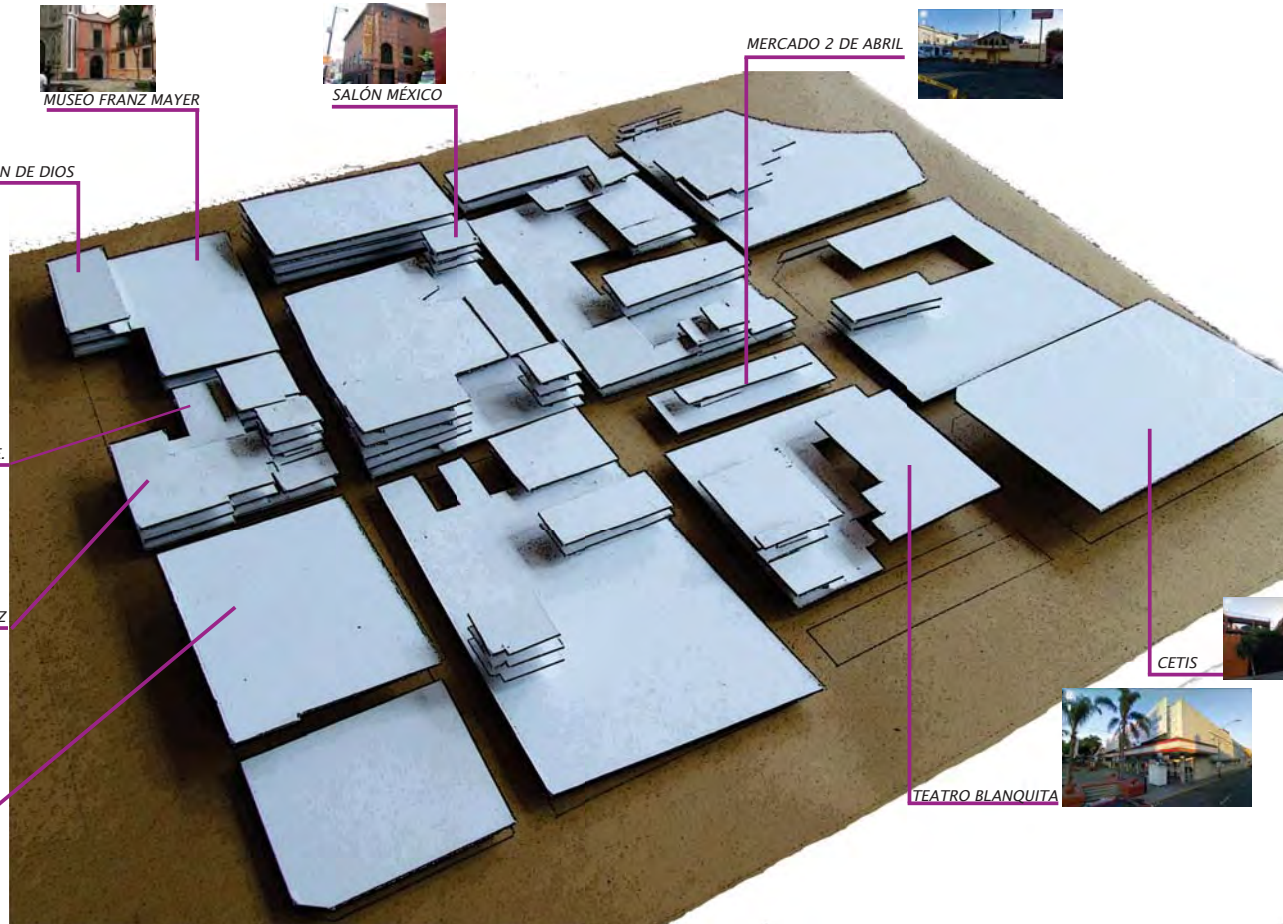 MERCADO 2 DE ABRIL
MUSEO FRANZ MAYER
SALÓN MÉXICO
N DE DIOS
Z
CETIS
TEATRO BLANQUITA